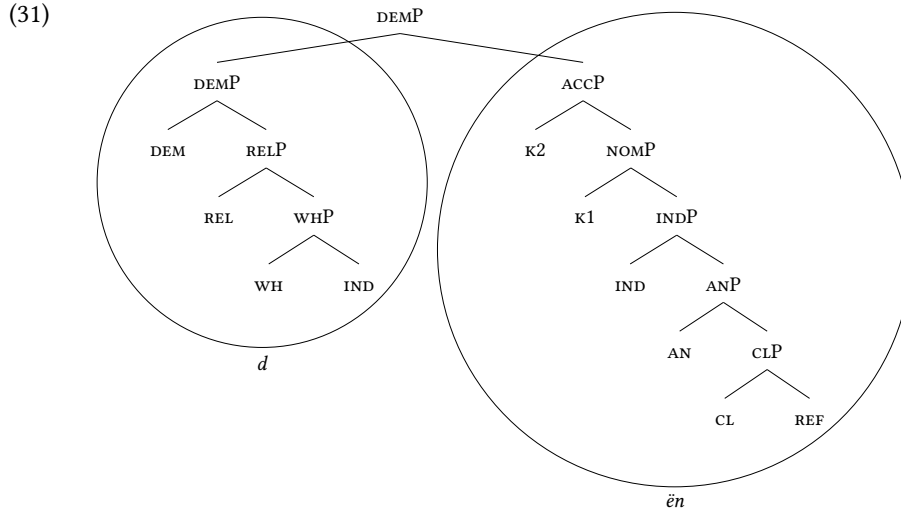 (31)
DEMP
DEMP ACCP
DEM RELP K2 NOMP
REL WHP K1 INDP
WH IND IND ANP
d AN CLP
CL REF
ën